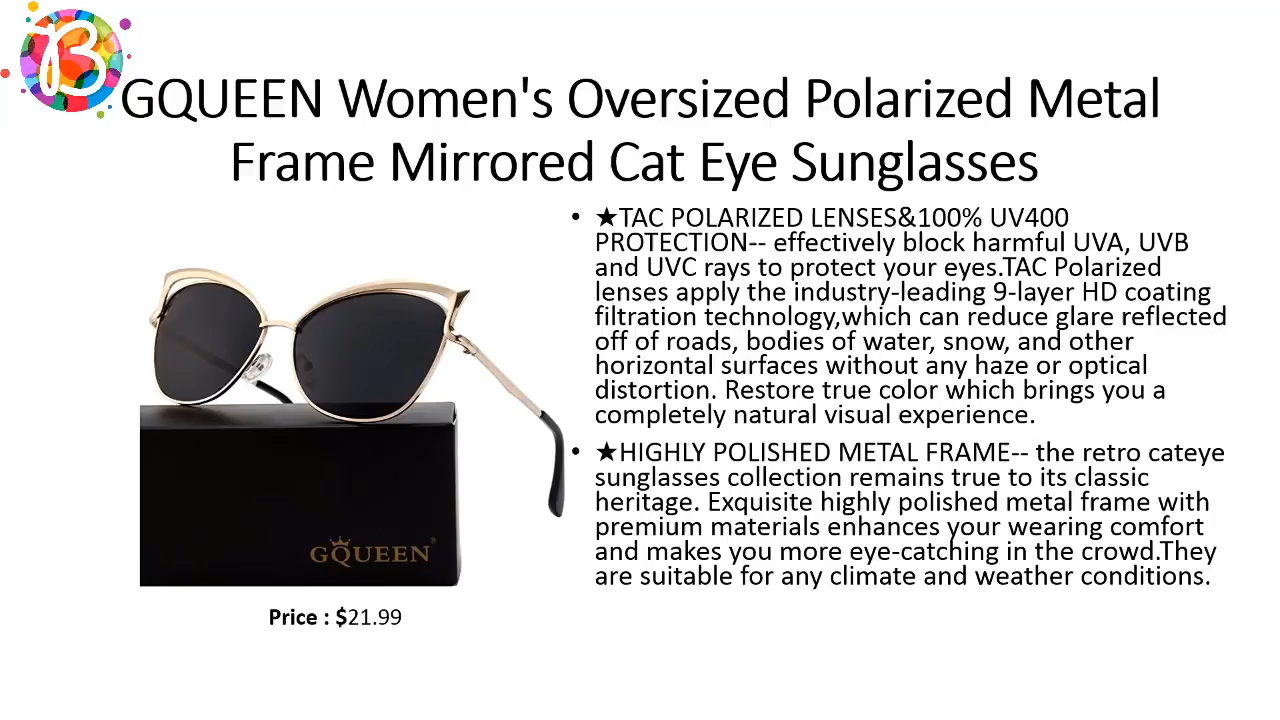 B
GQUEEN Women's Oversized Polarized Metal
Frame Mirrored Cat Eye Sunglasses
• ★TAC POLARIZED LENSES&100% UV400
PROTECTION-- effectively block harmful UVA, UVB
and UVC rays to protect your eyes.TAC Polarized
lenses apply the industry-leading 9-layer HD coating
filtration technology,which can reduce glare reflected
off of roads, bodies of water, snow, and other
horizontal surfaces without any haze or optical
distortion. Restore true color which brings you a
completely natural visual experience.
• ★HIGHLY POLISHED METAL FRAME-- the retro cateye
sunglasses collection remains true to its classic
heritage. Exquisite highly polished metal frame with
premium materials enhances your wearing comfort
and makes you more eye-catching in the crowd.They
are suitable for any climate and weather conditions.
GQUEEN®
Price : $21.99